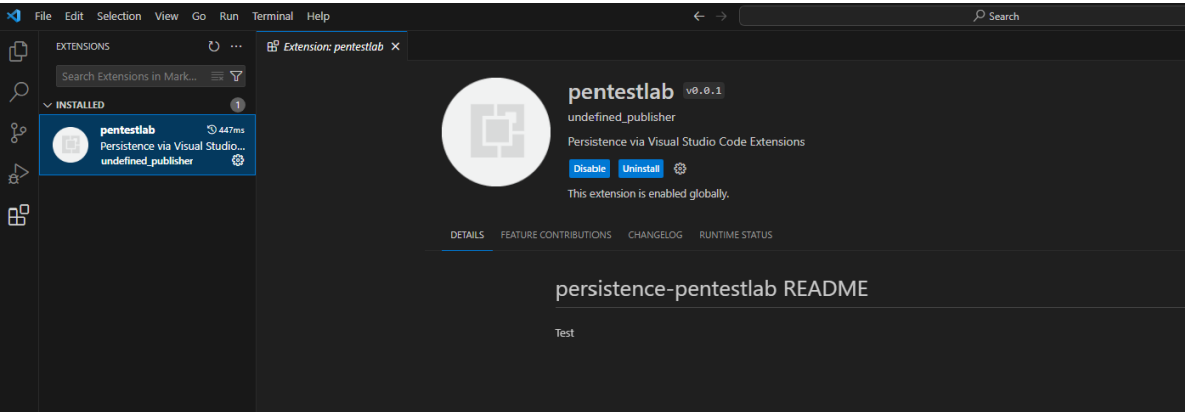 File Edit Selection View Go Run Terminal Help
Search
EXTENSIONS
Extension: pentestlab
Search Extensions in Mark...
INSTALLED 1
pentestlab 447ms
Persistence via Visual Studio...
undefined_publisher
pentestlab v0.0.1
undefined_publisher
Persistence via Visual Studio Code Extensions
Disable Uninstall
This extension is enabled globally.
DETAILS FEATURE CONTRIBUTIONS CHANGELOG RUNTIME STATUS
persistence-pentestlab README
Test